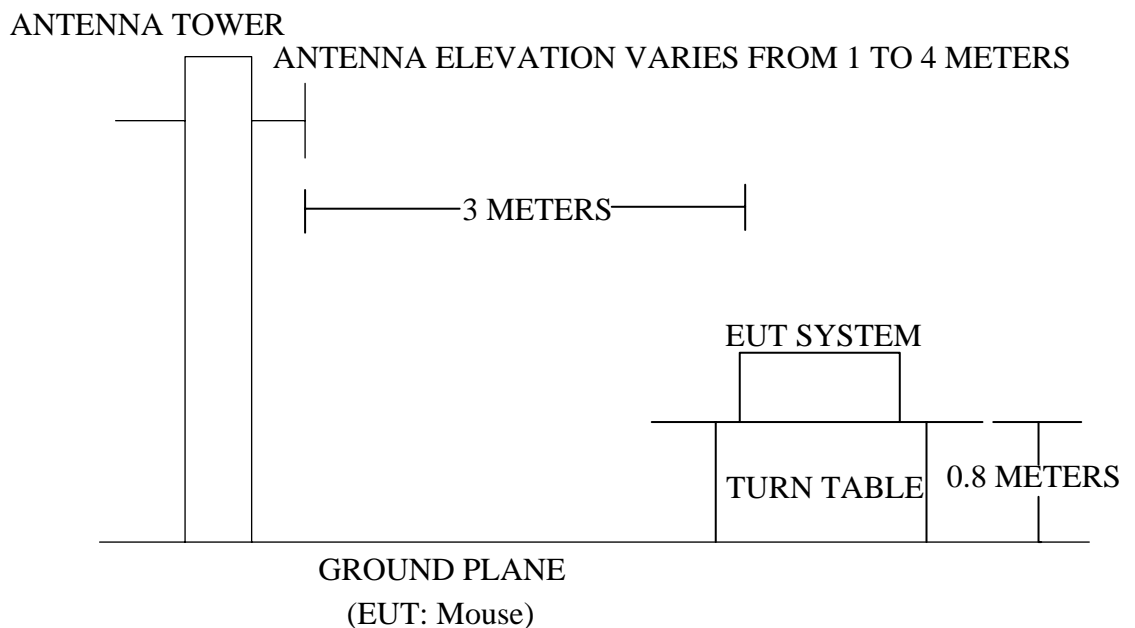 ANTENNA TOWER
ANTENNA ELEVATION VARIES FROM 1 TO 4 METERS
3 METERS
EUT SYSTEM
TURN TABLE
0.8 METERS
GROUND PLANE
(EUT: Mouse)